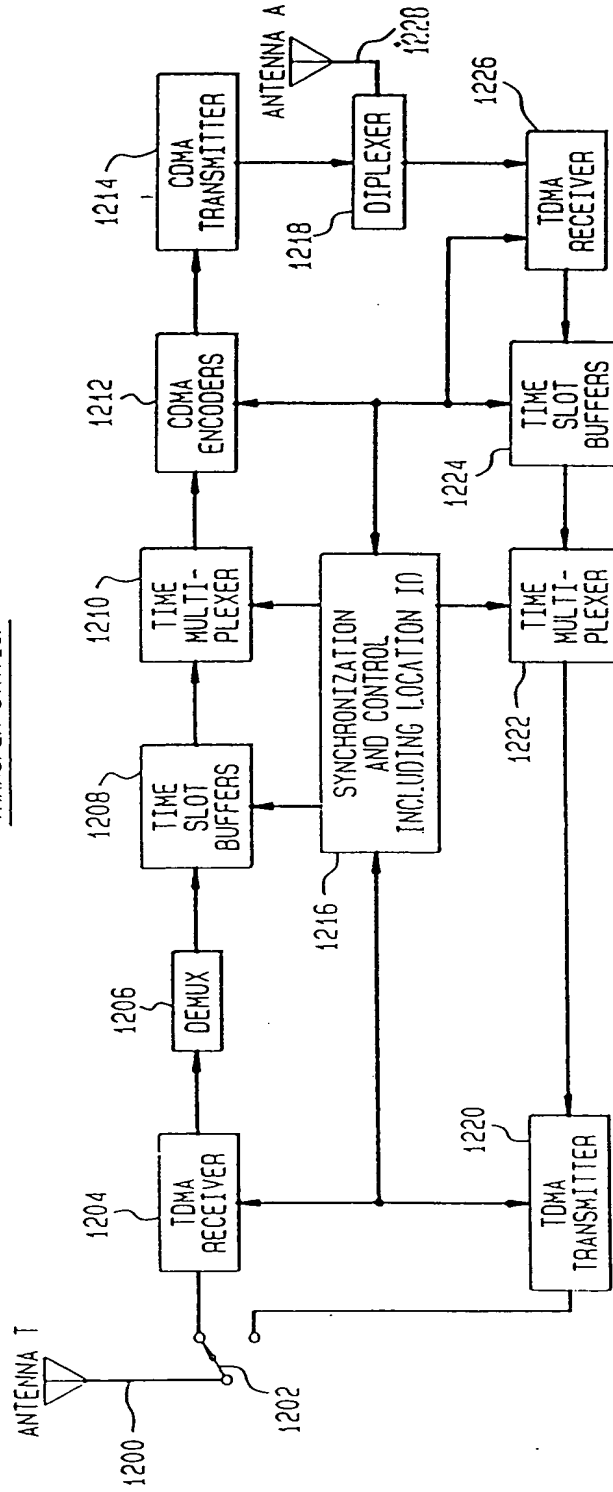 ANTENNA T
1200
1202
1204
TDMA
RECEIVER
1206
DEMUX
1208
TIME
SLOT
BUFFERS
1210
TIME
MULTI-
PLEXER
1212
CDMA
ENCODERS
1214
CDMA
TRANSMITTER
ANTENNA A
1228
DIPLEXER
1218
1216
SYNCHRONIZATION
AND CONTROL
INCLUDING LOCATION ID
1220
TDMA
TRANSMITTER
TIME
MULTI-
PLEXER
1222
TIME
SLOT
BUFFERS
1224
TDMA
RECEIVER
1226